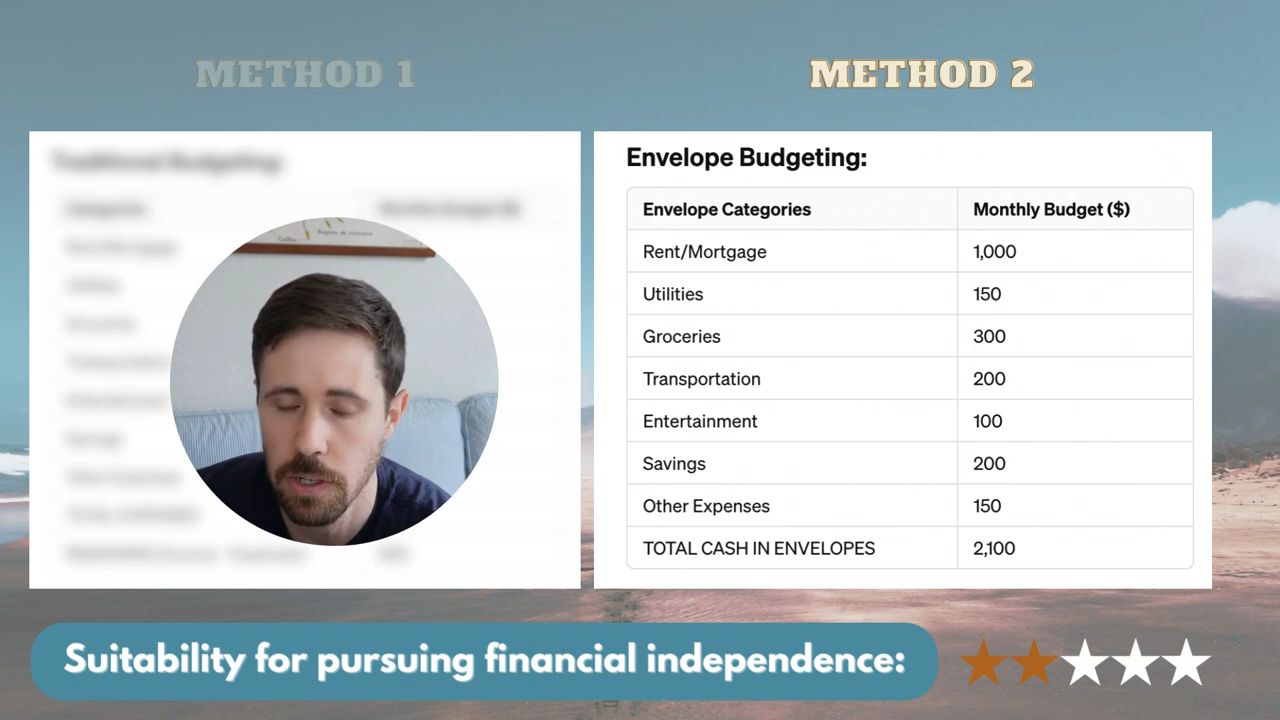 METHOD 1
METHOD 2
Traditional Budgeting:
Envelope Budgeting:
Envelope Categories Monthly Budget ($)
Rent/Mortgage 1,000
Utilities 150
Groceries 300
Transportation 200
Entertainment 100
Savings 200
Other Expenses 150
TOTAL CASH IN ENVELOPES 2,100
Suitability for pursuing financial independence: